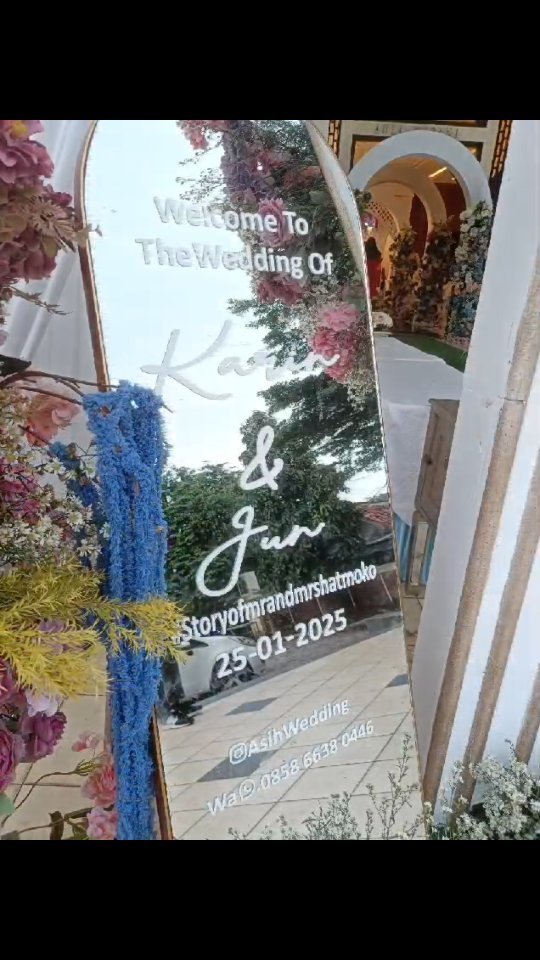 Welcome To
The Wedding Of
Karin
&
Jun
#Storyofmrandmrshatmoko
25-01-2025
@AsihWedding
Wa 0858 6638 0446